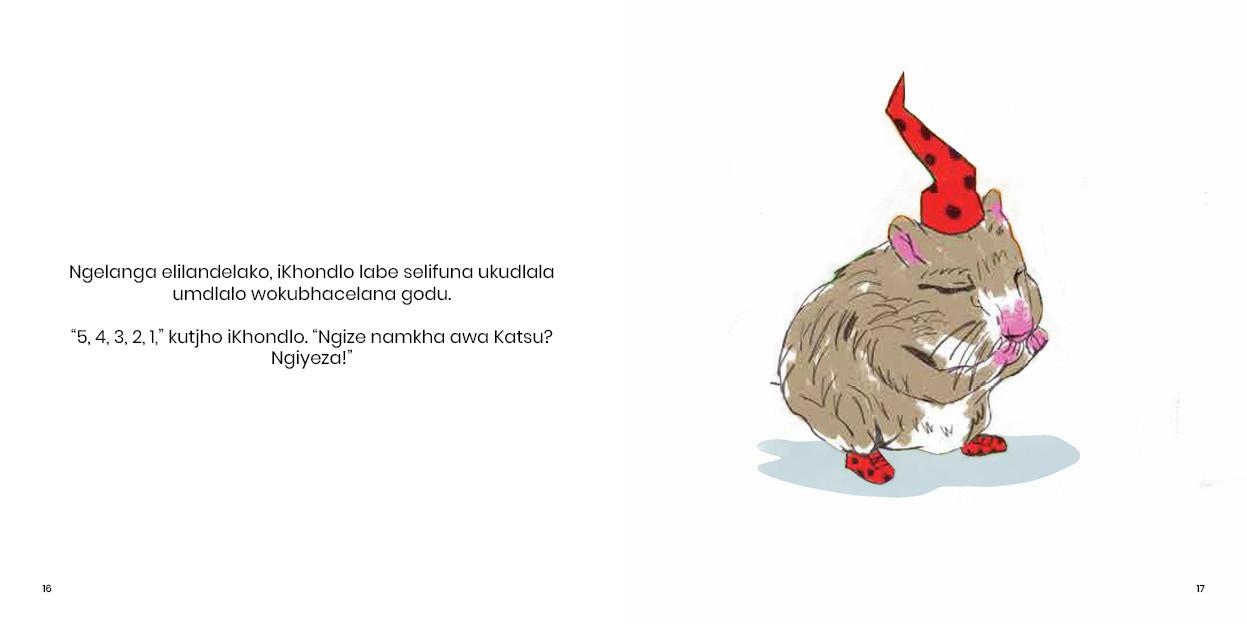 Ngelanga elilandelako, iKhondlo labe selifuna ukudlala
umdlalo wokubhacelana godu.
“5, 4, 3, 2, 1,” kutjho iKhondlo. “Ngize namkha awa Katsu?
Ngiyeza!”
16
17